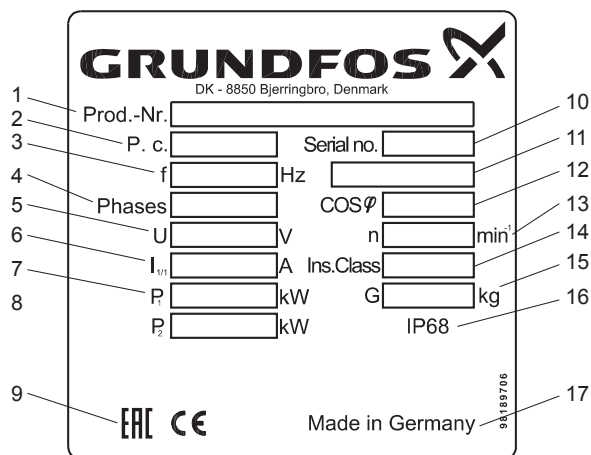 GRUNDFOS
DK - 8850 Bjerringbro, Denmark
1 Prod.-Nr.
2 P. c. Serial no. 10
3 f Hz 11
4 Phases COS φ 12
5 U V n min⁻¹ 13
6 I1/1 A Ins.Class 14
7 P1 kW G kg 15
8 P2 kW IP68 16
9 EAC CE Made in Germany 17
98189706